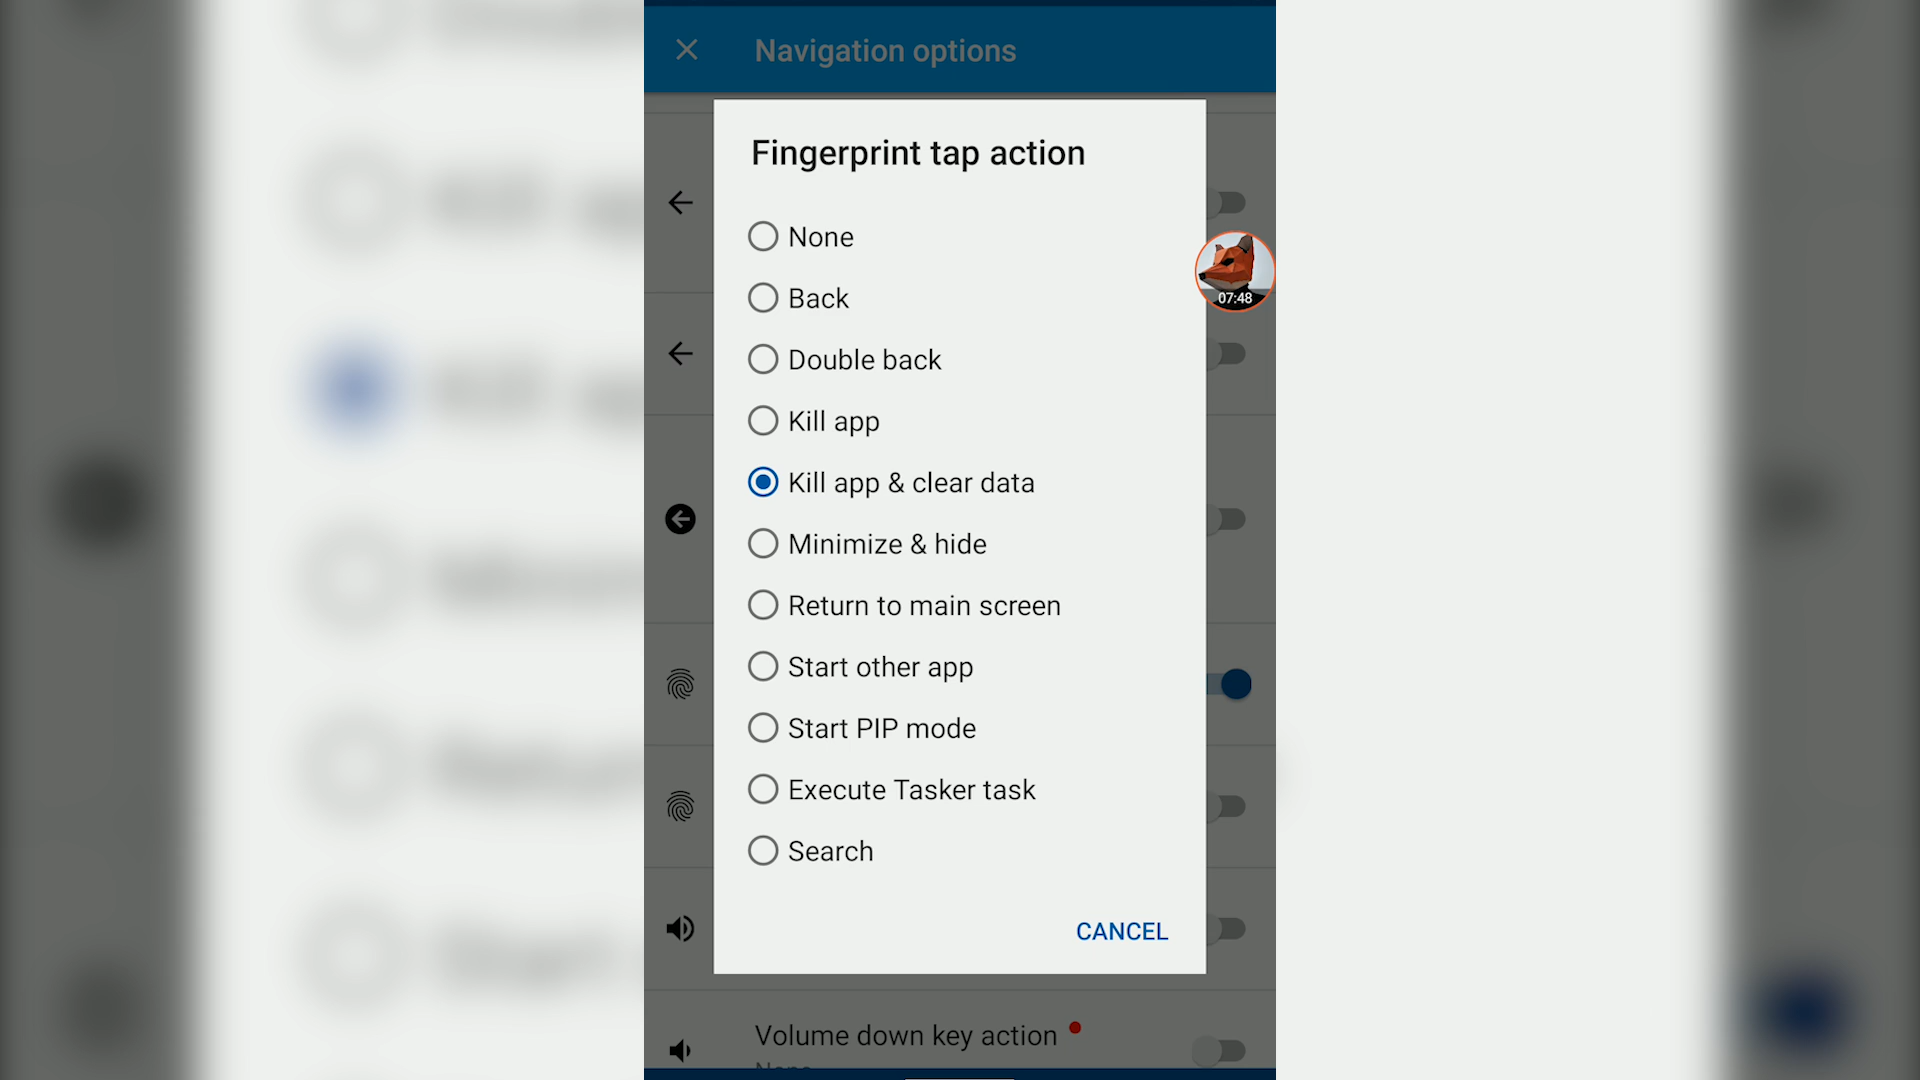 Navigation options
Fingerprint tap action
None
Back
07:48
Double back
Kill app
Kill app & clear data
Minimize & hide
Return to main screen
Start other app
Start PIP mode
Execute Tasker task
Search
CANCEL
Volume down key action